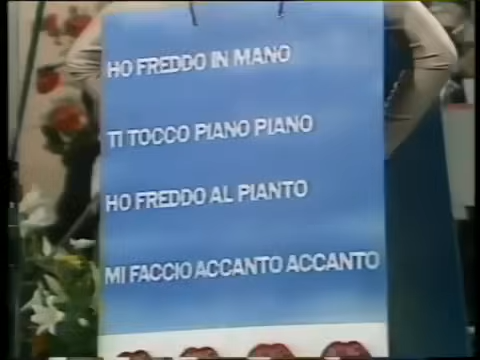 HO FREDDO IN MANO
TI TOCCO PIANO PIANO
HO FREDDO AL PIANTO
MI FACCIO ACCANTO ACCANTO